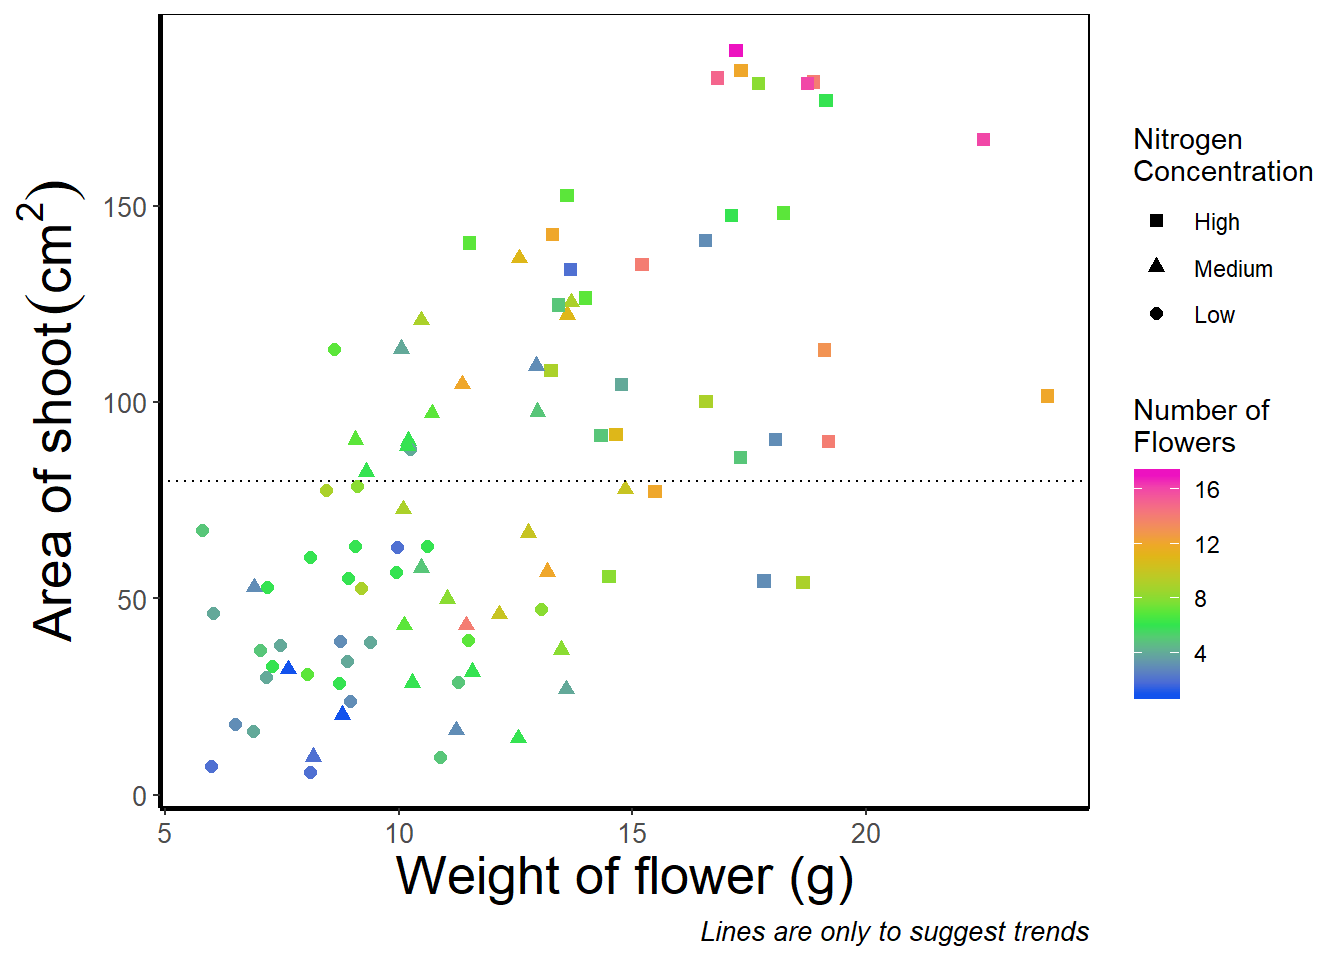 Area of shoot(cm²)
150
100
50
0
5 10 15 20
Weight of flower (g)
Lines are only to suggest trends
Nitrogen
Concentration
High
Medium
Low
Number of
Flowers
16
12
8
4